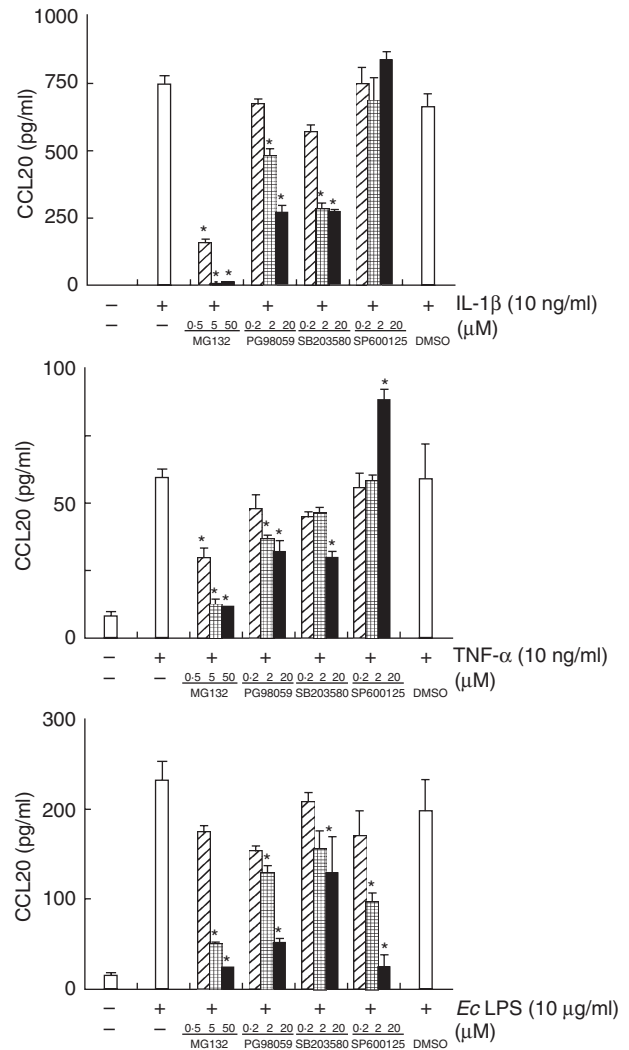 1000
750
500
250
0
CCL20 (pg/ml)
* * * * * * *
– + + + + + + IL-1β (10 ng/ml)
– – 0·5 5 50 0·2 2 20 0·2 2 20 0·2 2 20 (μM)
MG132 PG98059 SB203580 SP600125 DMSO
100
50
0
CCL20 (pg/ml)
* * * * * * *
– + + + + + + TNF-α (10 ng/ml)
– – 0·5 5 50 0·2 2 20 0·2 2 20 0·2 2 20 (μM)
MG132 PG98059 SB203580 SP600125 DMSO
300
200
100
0
CCL20 (pg/ml)
* * * * * * *
– + + + + + + Ec LPS (10 μg/ml)
– – 0·5 5 50 0·2 2 20 0·2 2 20 0·2 2 20 (μM)
MG132 PG98059 SB203580 SP600125 DMSO